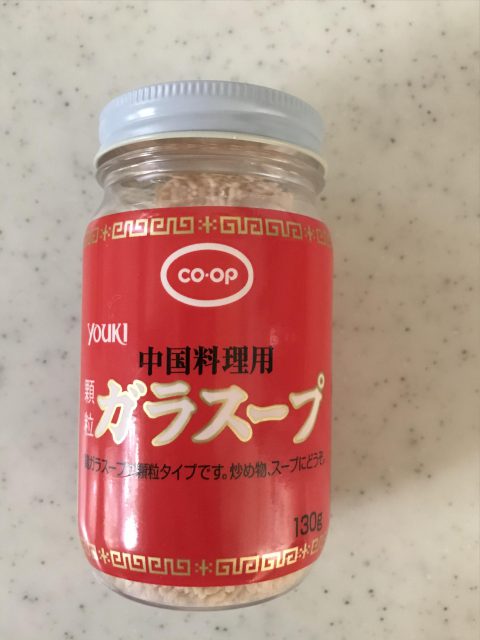 CO·OP
YOUKI
中国料理用
顆粒
ガラスープ
ガラスープの顆粒タイプです。炒め物、スープにどうぞ。
130g